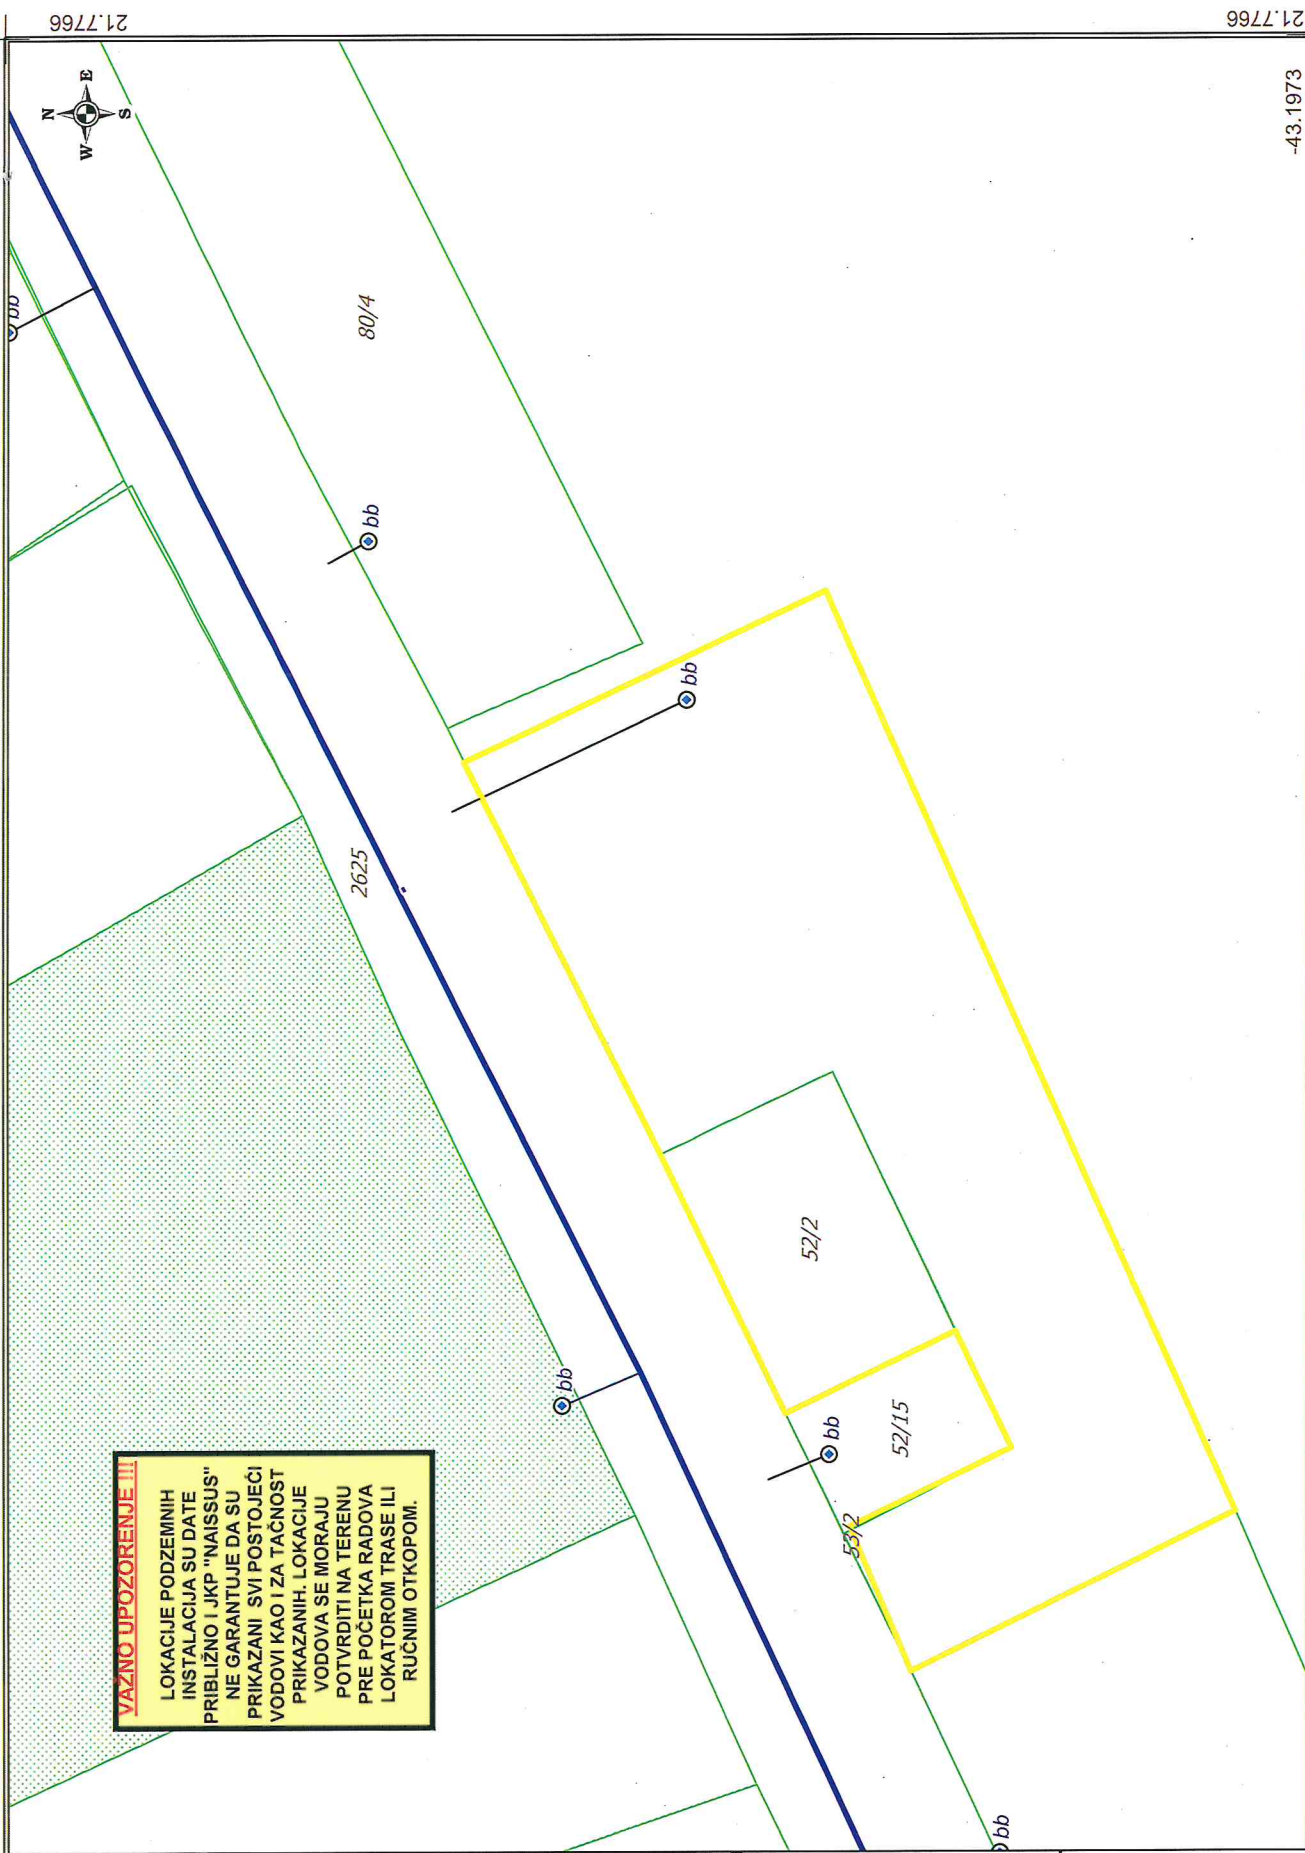 21.7766
21.7766
-43.1973
N
W
E
S
bb
80/4
bb
bb
2625
52/2
bb
bb
52/15
53/2
bb
VAŽNO UPOZORENJE !!!
LOKACIJE PODZEMNIH
INSTALACIJA SU DATE
PRIBLIŽNO I JKP "NAISSUS"
NE GARANTUJE DA SU
PRIKAZANI SVI POSTOJEĆI
VODOVI KAO I ZA TAČNOST
PRIKAZANIH. LOKACIJE
VODOVA SE MORAJU
POTVRDITI NA TERENU
PRE POČETKA RADOVA
LOKATOROM TRASE ILI
RUČNIM OTKOPOM.